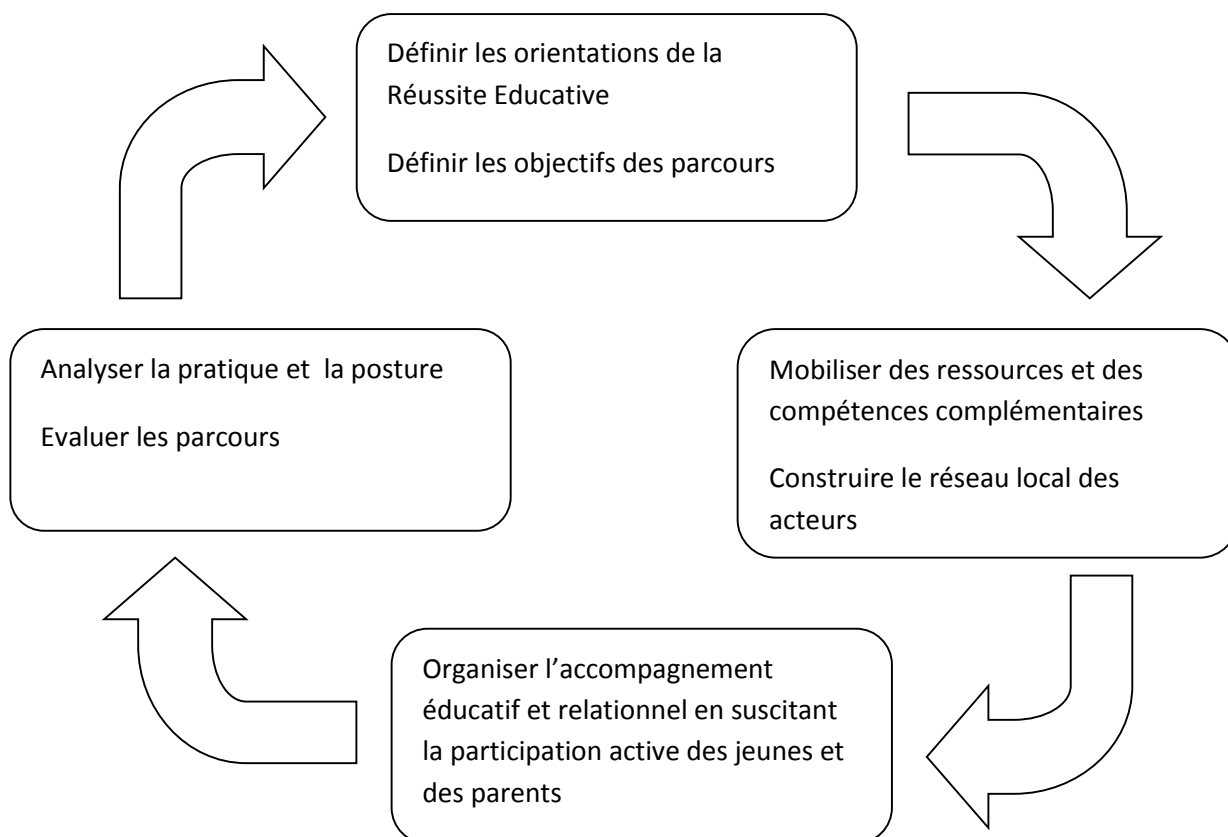 Définir les orientations de la
Réussite Educative
Définir les objectifs des parcours
Mobiliser des ressources et des
compétences complémentaires
Construire le réseau local des
acteurs
Organiser l’accompagnement
éducatif et relationnel en suscitant
la participation active des jeunes et
des parents
Analyser la pratique et  la posture
Evaluer les parcours